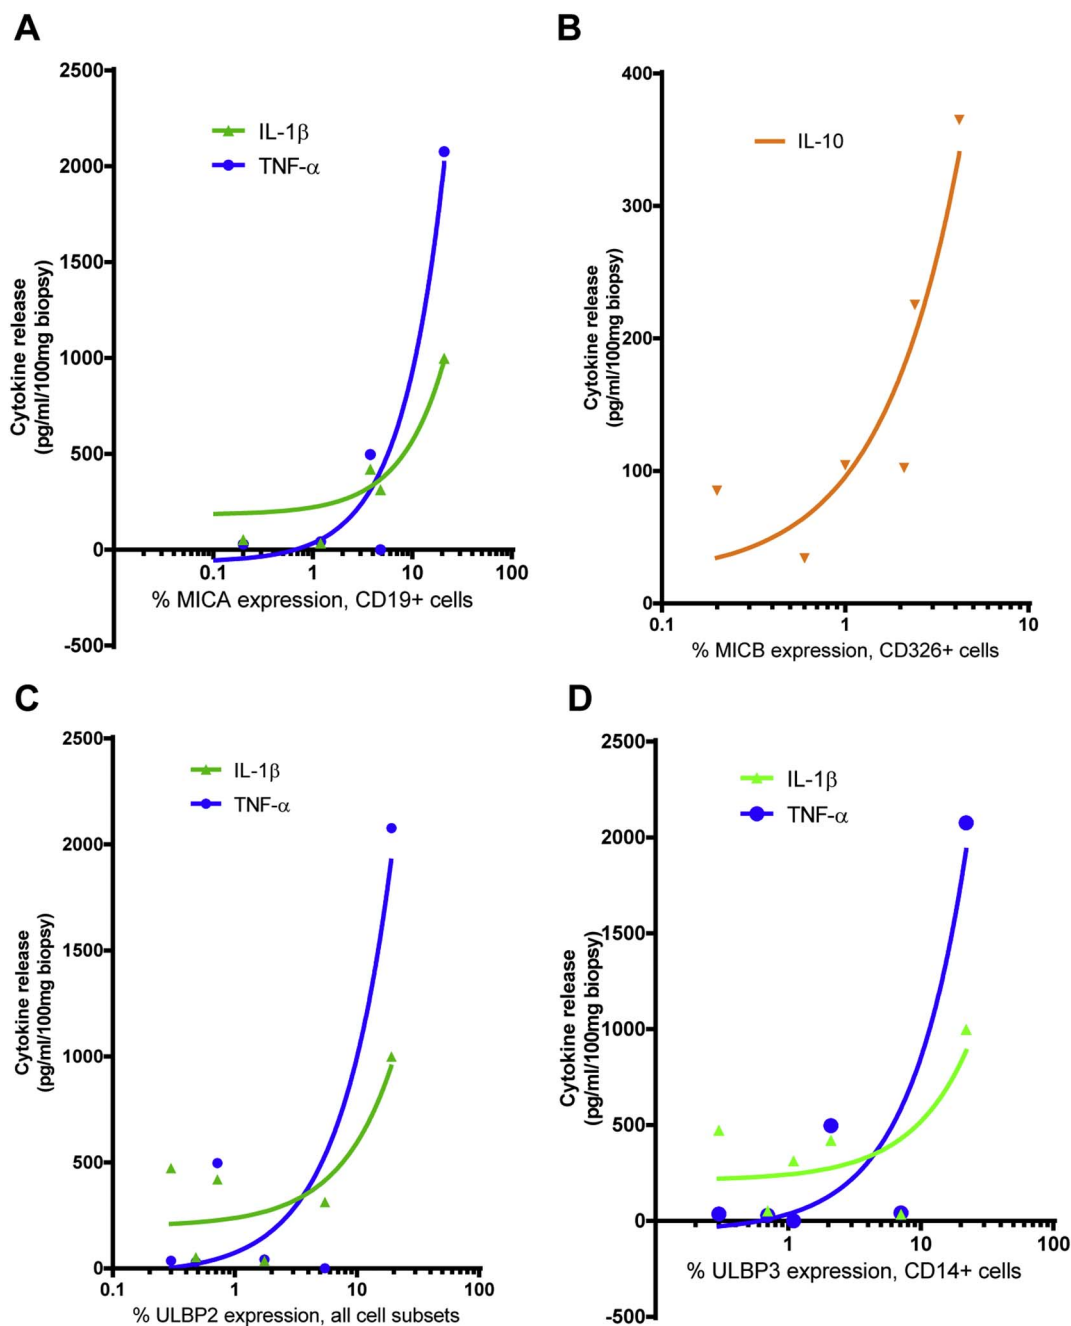 A
2500
2000
1500
1000
500
0
-500
IL-1β
TNF-α
Cytokine release
(pg/ml/100mg biopsy)
0.1
1
10
100
% MICA expression, CD19+ cells
B
400
300
200
100
0
IL-10
Cytokine release
(pg/ml/100mg biopsy)
0.1
1
10
% MICB expression, CD326+ cells
C
2500
2000
1500
1000
500
0
IL-1β
TNF-α
Cytokine release
(pg/ml/100mg biopsy)
0.1
1
10
100
% ULBP2 expression, all cell subsets
D
2500
2000
1500
1000
500
0
-500
IL-1β
TNF-α
Cytokine release
(pg/ml/100mg biopsy)
1
10
100
% ULBP3 expression, CD14+ cells